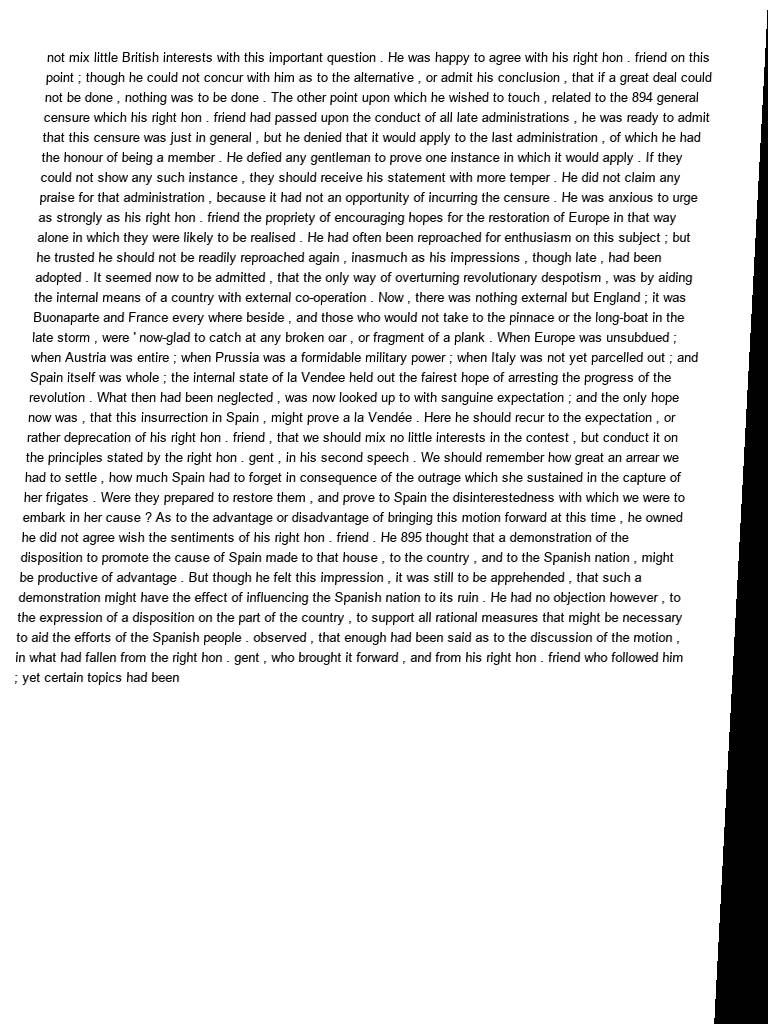 not mix little British interests with this important question . He was happy to agree with his right hon . friend on this
point ; though he could not concur with him as to the alternative , or admit his conclusion , that if a great deal could
not be done , nothing was to be done . The other point upon which he wished to touch , related to the 894 general
censure which his right hon . friend had passed upon the conduct of all late administrations , he was ready to admit
that this censure was just in general , but he denied that it would apply to the last administration , of which he had
the honour of being a member . He defied any gentleman to prove one instance in which it would apply . If they
could not show any such instance , they should receive his statement with more temper . He did not claim any
praise for that administration , because it had not an opportunity of incurring the censure . He was anxious to urge
as strongly as his right hon . friend the propriety of encouraging hopes for the restoration of Europe in that way
alone in which they were likely to be realised . He had often been reproached for enthusiasm on this subject ; but
he trusted he should not be readily reproached again , inasmuch as his impressions , though late , had been
adopted . It seemed now to be admitted , that the only way of overturning revolutionary despotism , was by aiding
the internal means of a country with external co-operation . Now , there was nothing external but England ; it was
Buonaparte and France every where beside , and those who would not take to the pinnace or the long-boat in the
late storm , were ' now-glad to catch at any broken oar , or fragment of a plank . When Europe was unsubdued ;
when Austria was entire ; when Prussia was a formidable military power ; when Italy was not yet parcelled out ; and
Spain itself was whole ; the internal state of la Vendee held out the fairest hope of arresting the progress of the
revolution . What then had been neglected , was now looked up to with sanguine expectation ; and the only hope
now was , that this insurrection in Spain , might prove a la Vendée . Here he should recur to the expectation , or
rather deprecation of his right hon . friend , that we should mix no little interests in the contest , but conduct it on
the principles stated by the right hon . gent , in his second speech . We should remember how great an arrear we
had to settle , how much Spain had to forget in consequence of the outrage which she sustained in the capture of
her frigates . Were they prepared to restore them , and prove to Spain the disinterestedness with which we were to
embark in her cause ? As to the advantage or disadvantage of bringing this motion forward at this time , he owned
he did not agree wish the sentiments of his right hon . friend . He 895 thought that a demonstration of the
disposition to promote the cause of Spain made to that house , to the country , and to the Spanish nation , might
be productive of advantage . But though he felt this impression , it was still to be apprehended , that such a
demonstration might have the effect of influencing the Spanish nation to its ruin . He had no objection however , to
the expression of a disposition on the part of the country , to support all rational measures that might be necessary
to aid the efforts of the Spanish people . observed , that enough had been said as to the discussion of the motion ,
in what had fallen from the right hon . gent , who brought it forward , and from his right hon . friend who followed him
; yet certain topics had been